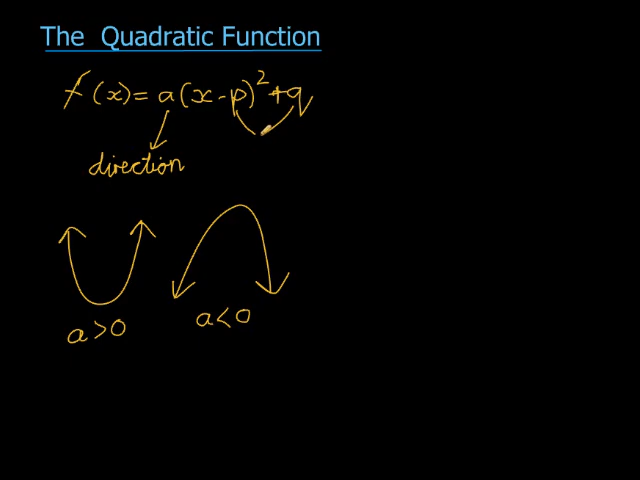 The Quadratic Function
f(x) = a(x - p)² + q
direction
a > 0
a < 0